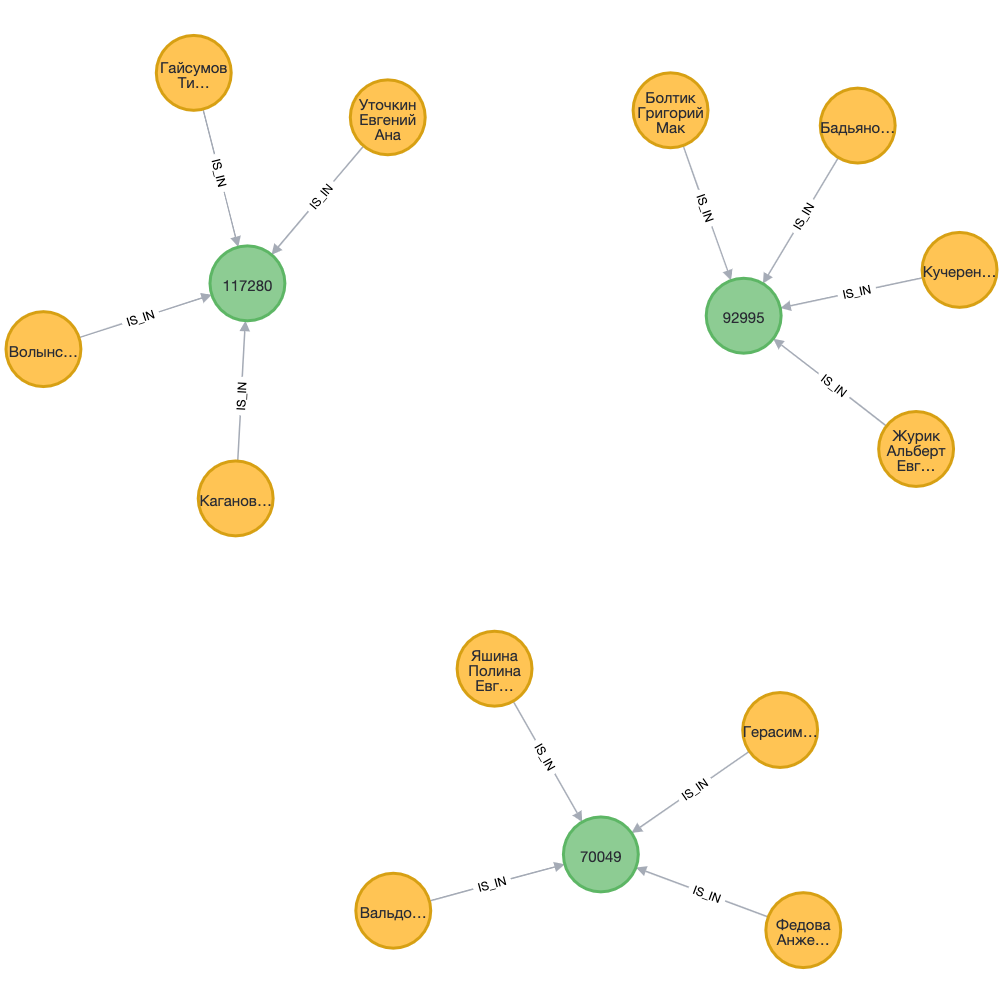 Гайсумов
Ти...
Уточкин
Евгений
Ана
IS_IN
IS_IN
117280
IS_IN
Волынс...
IS_IN
Каганов...
Болтик
Григорий
Мак
Бадьяно...
IS_IN
IS_IN
Кучерен...
IS_IN
92995
IS_IN
Журик
Альберт
Евг...
Яшина
Полина
Евг...
Герасим...
IS_IN
IS_IN
70049
IS_IN
IS_IN
Вальдо...
Федова
Анже...